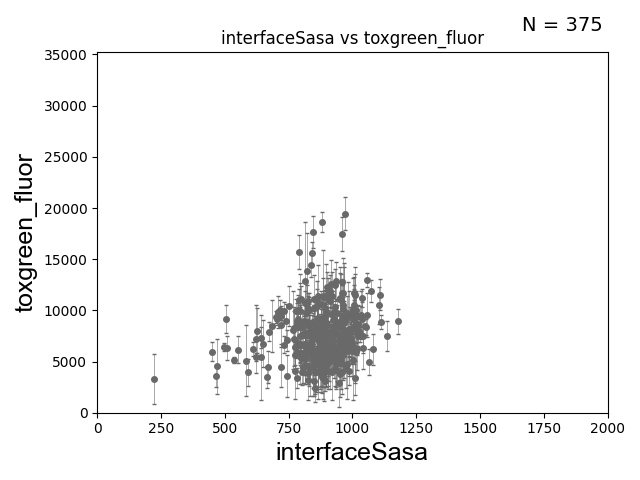 N = 375
interfaceSasa vs toxgreen_fluor
35000
30000
25000
20000
15000
10000
5000
0
toxgreen_fluor
0 250 500 750 1000 1250 1500 1750 2000
interfaceSasa